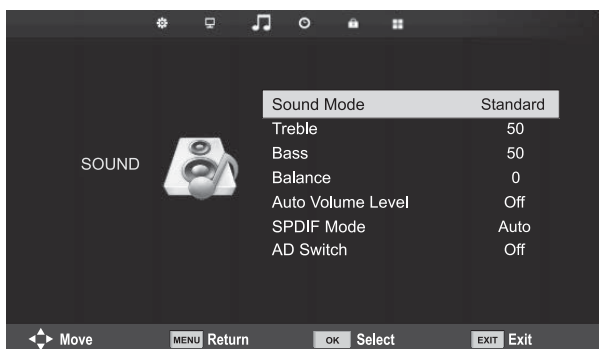 Sound Mode Standard
Treble 50
Bass 50
SOUND
Balance 0
Auto Volume Level Off
SPDIF Mode Auto
AD Switch Off
Move MENU Return OK Select EXIT Exit